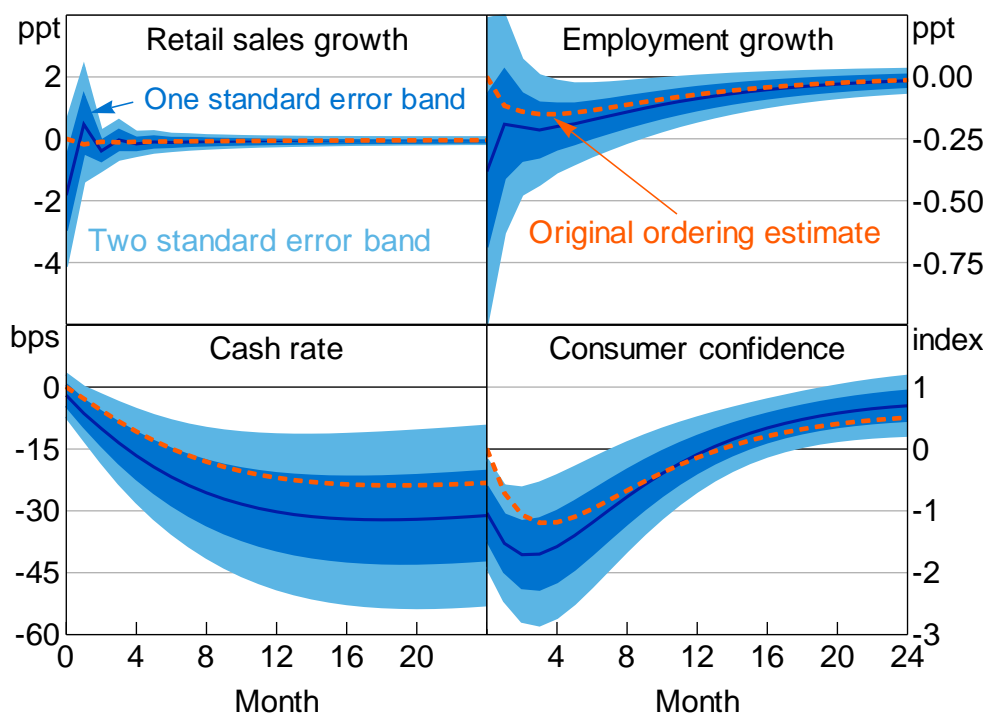 ppt
Retail sales growth
Employment growth
ppt
2
0.00
One standard error band
0
-0.25
-2
-0.50
Two standard error band
Original ordering estimate
-4
-0.75
bps
Cash rate
Consumer confidence
index
0
1
-15
0
-30
-1
-45
-2
-60
-3
0
4
8
12
16
20
4
8
12
16
20
24
Month
Month